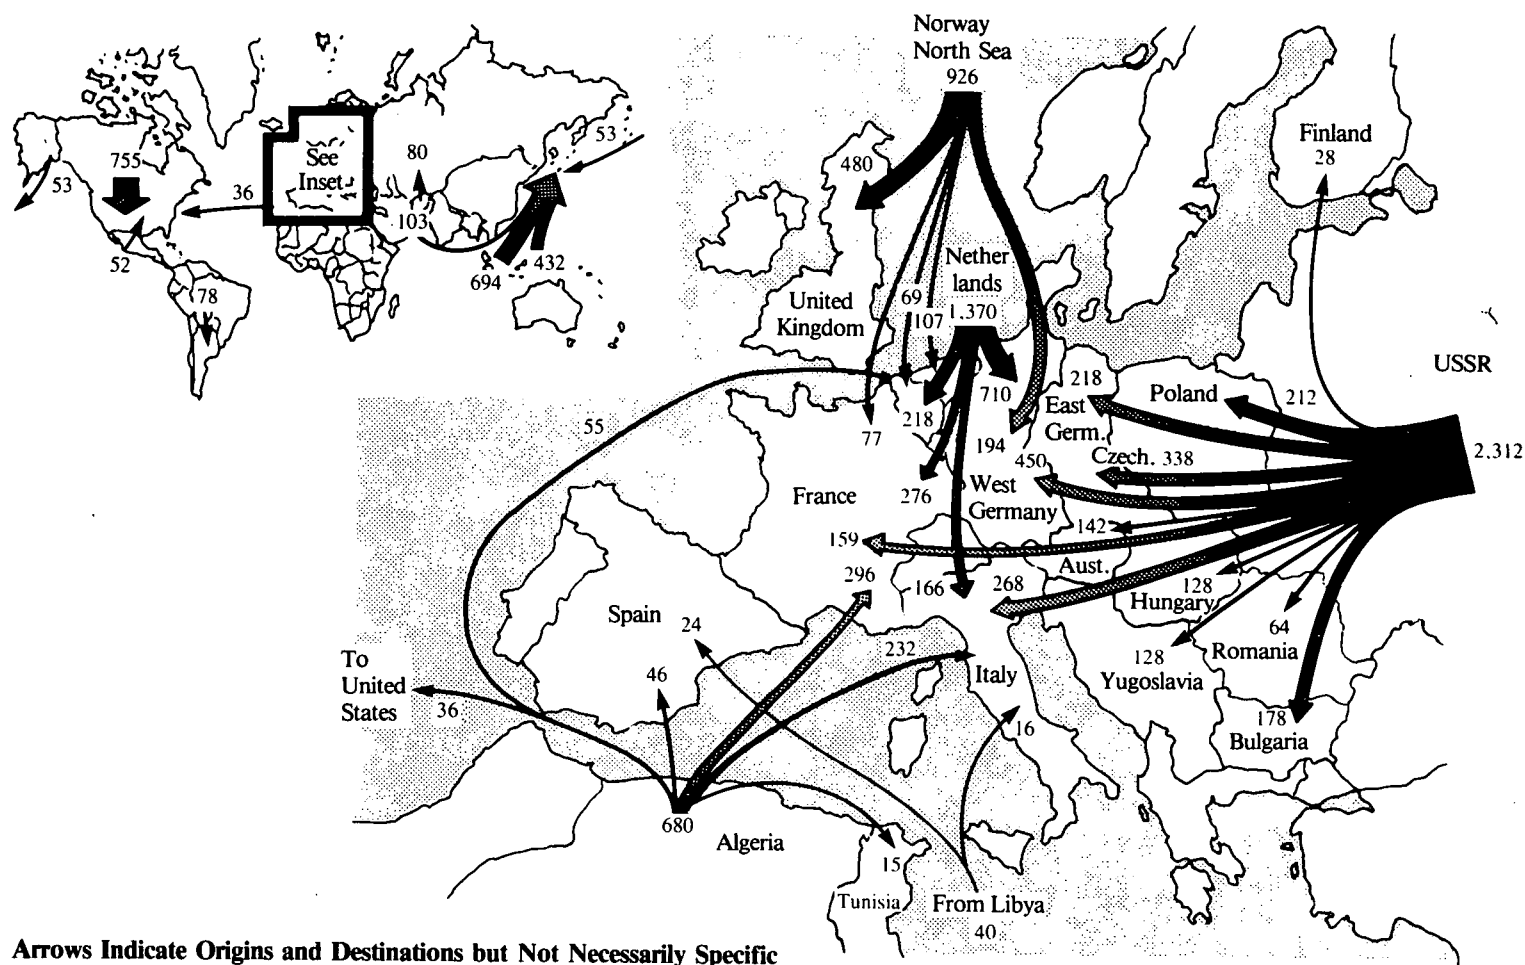 755
53
52
78
36
See
Inset
80
103
694
432
53
Norway
North Sea
926
480
Finland
28
Nether
lands
1.370
69
107
United
Kingdom
USSR
2.312
710
218
77
276
194
450
218
East
Germ.
Poland
212
Czech. 338
West
Germany
142
France
159
296
166
268
Aust.
128
Hungary
64
Romania
128
Yugoslavia
178
Bulgaria
55
Spain
24
46
232
Italy
16
To
United
States
36
680
Algeria
15
Tunisia
From Libya
40
Arrows Indicate Origins and Destinations but Not Necessarily Specific